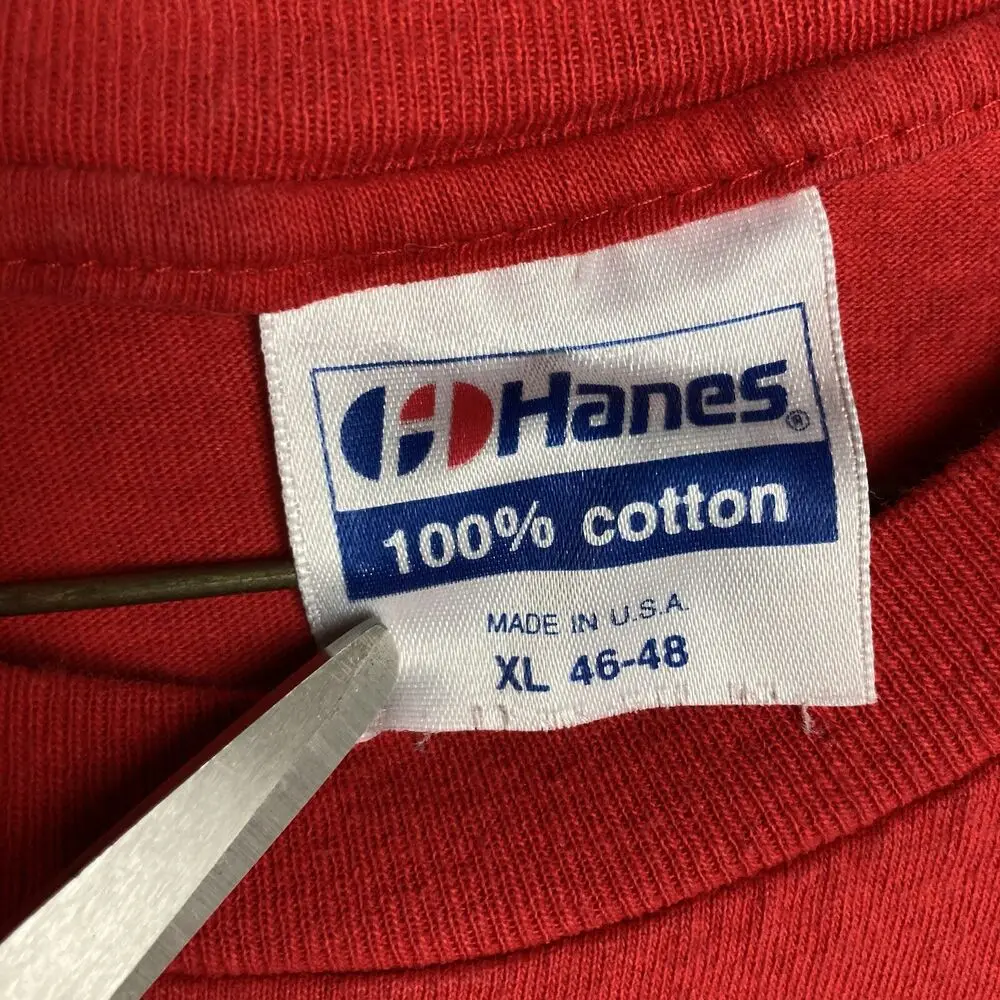 Hanes®
100% cotton
MADE IN U.S.A.
XL 46-48